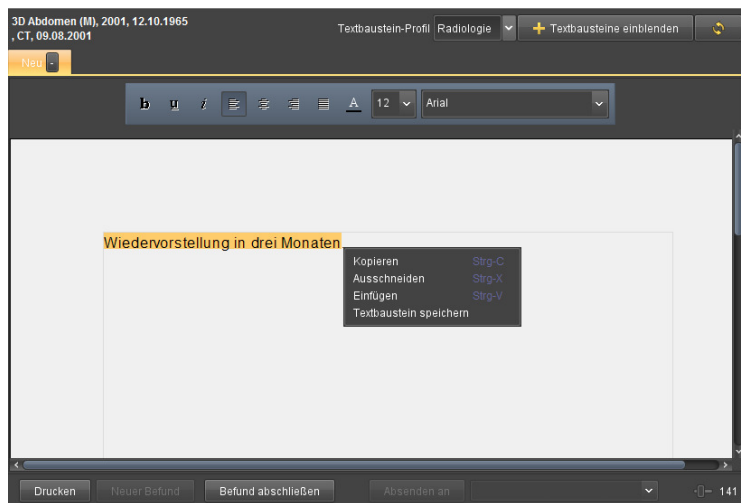 3D Abdomen (M), 2001, 12.10.1965
, CT, 09.08.2001
Textbaustein-Profil Radiologie Textbausteine einblenden
Neu -
b u i A 12 Arial
Wiedervorstellung in drei Monaten
Kopieren Strg-C
Ausschneiden Strg-X
Einfügen Strg-V
Textbaustein speichern
Drucken Neuer Befund Befund abschließen Absenden an 141